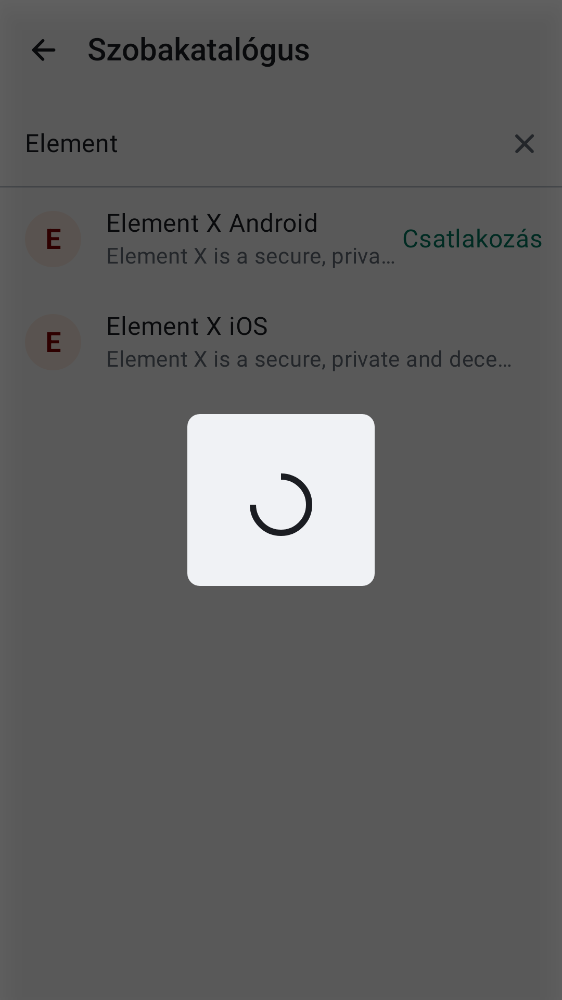 Szobakatalógus
Element
E
Element X Android
Element X is a secure, priva…
Csatlakozás
E
Element X iOS
Element X is a secure, private and dece…